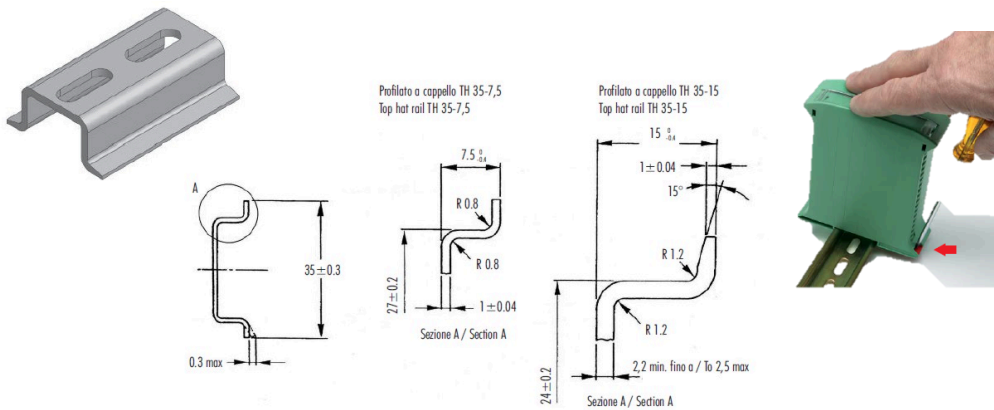 Profilato a cappello TH 35-7,5
Top hat rail TH 35-7,5
Profilato a cappello TH 35-15
Top hat rail TH 35-15
A
35±0.3
0.3 max
7.5 0 -0.4
R 0.8
R 0.8
27±0.2
1±0.04
Sezione A / Section A
15 0 -0.4
1±0.04
15°
R 1.2
R 1.2
24±0.2
2,2 min. fino a / To 2,5 max
Sezione A / Section A